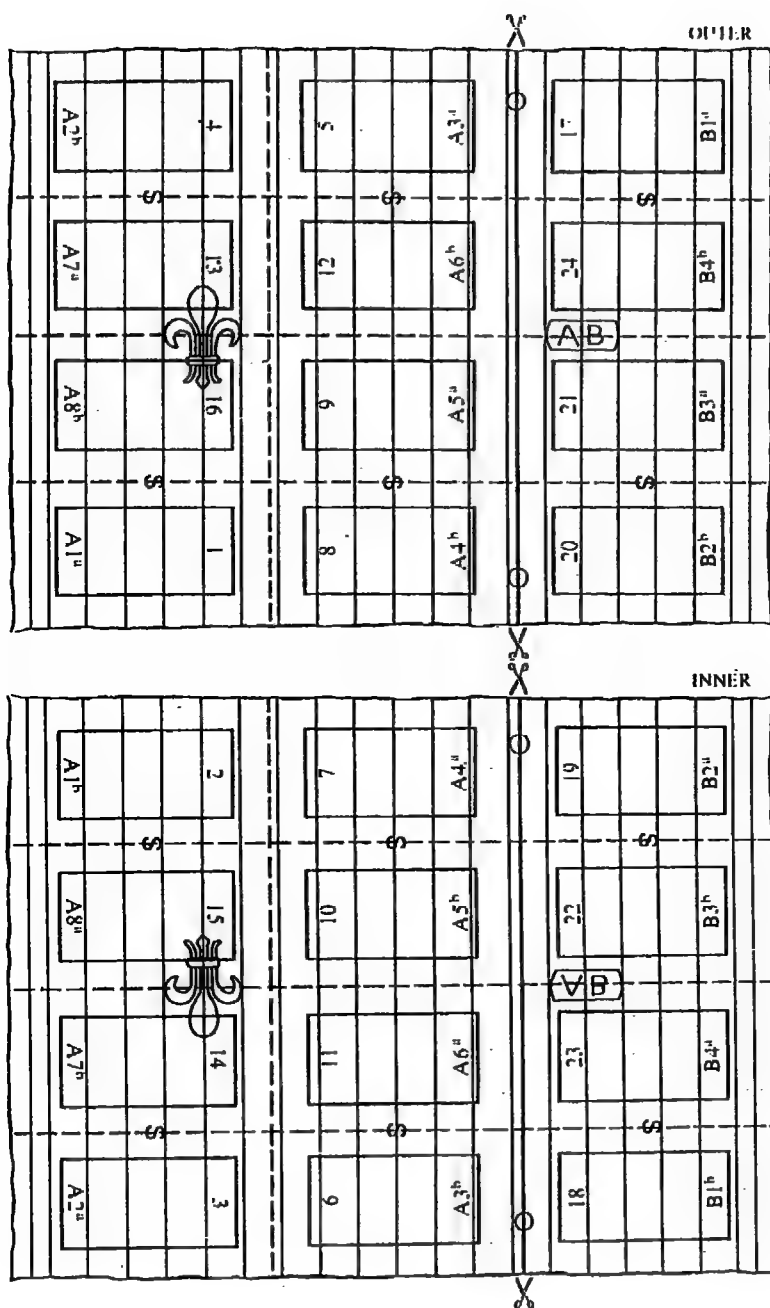 OUTER
A2ᵇ 4 5 A3ᵃ 17 B1ᵃ
S S S
A7ᵃ 13 12 A6ᵇ 24 B4ᵇ
AB
A8ᵇ 16 9 A5ᵃ 21 B3ᵃ
S S S
A1ᵃ 1 8 A4ᵇ 20 B2ᵇ
INNER
A1ᵇ 2 7 A4ᵃ 19 B2ᵃ
S S S
A8ᵃ 15 10 A5ᵇ 22 B3ᵇ
AB
A7ᵇ 14 11 A6ᵃ 23 B4ᵃ
S S S
A2ᵃ 3 6 A3ᵇ 18 B1ᵇ